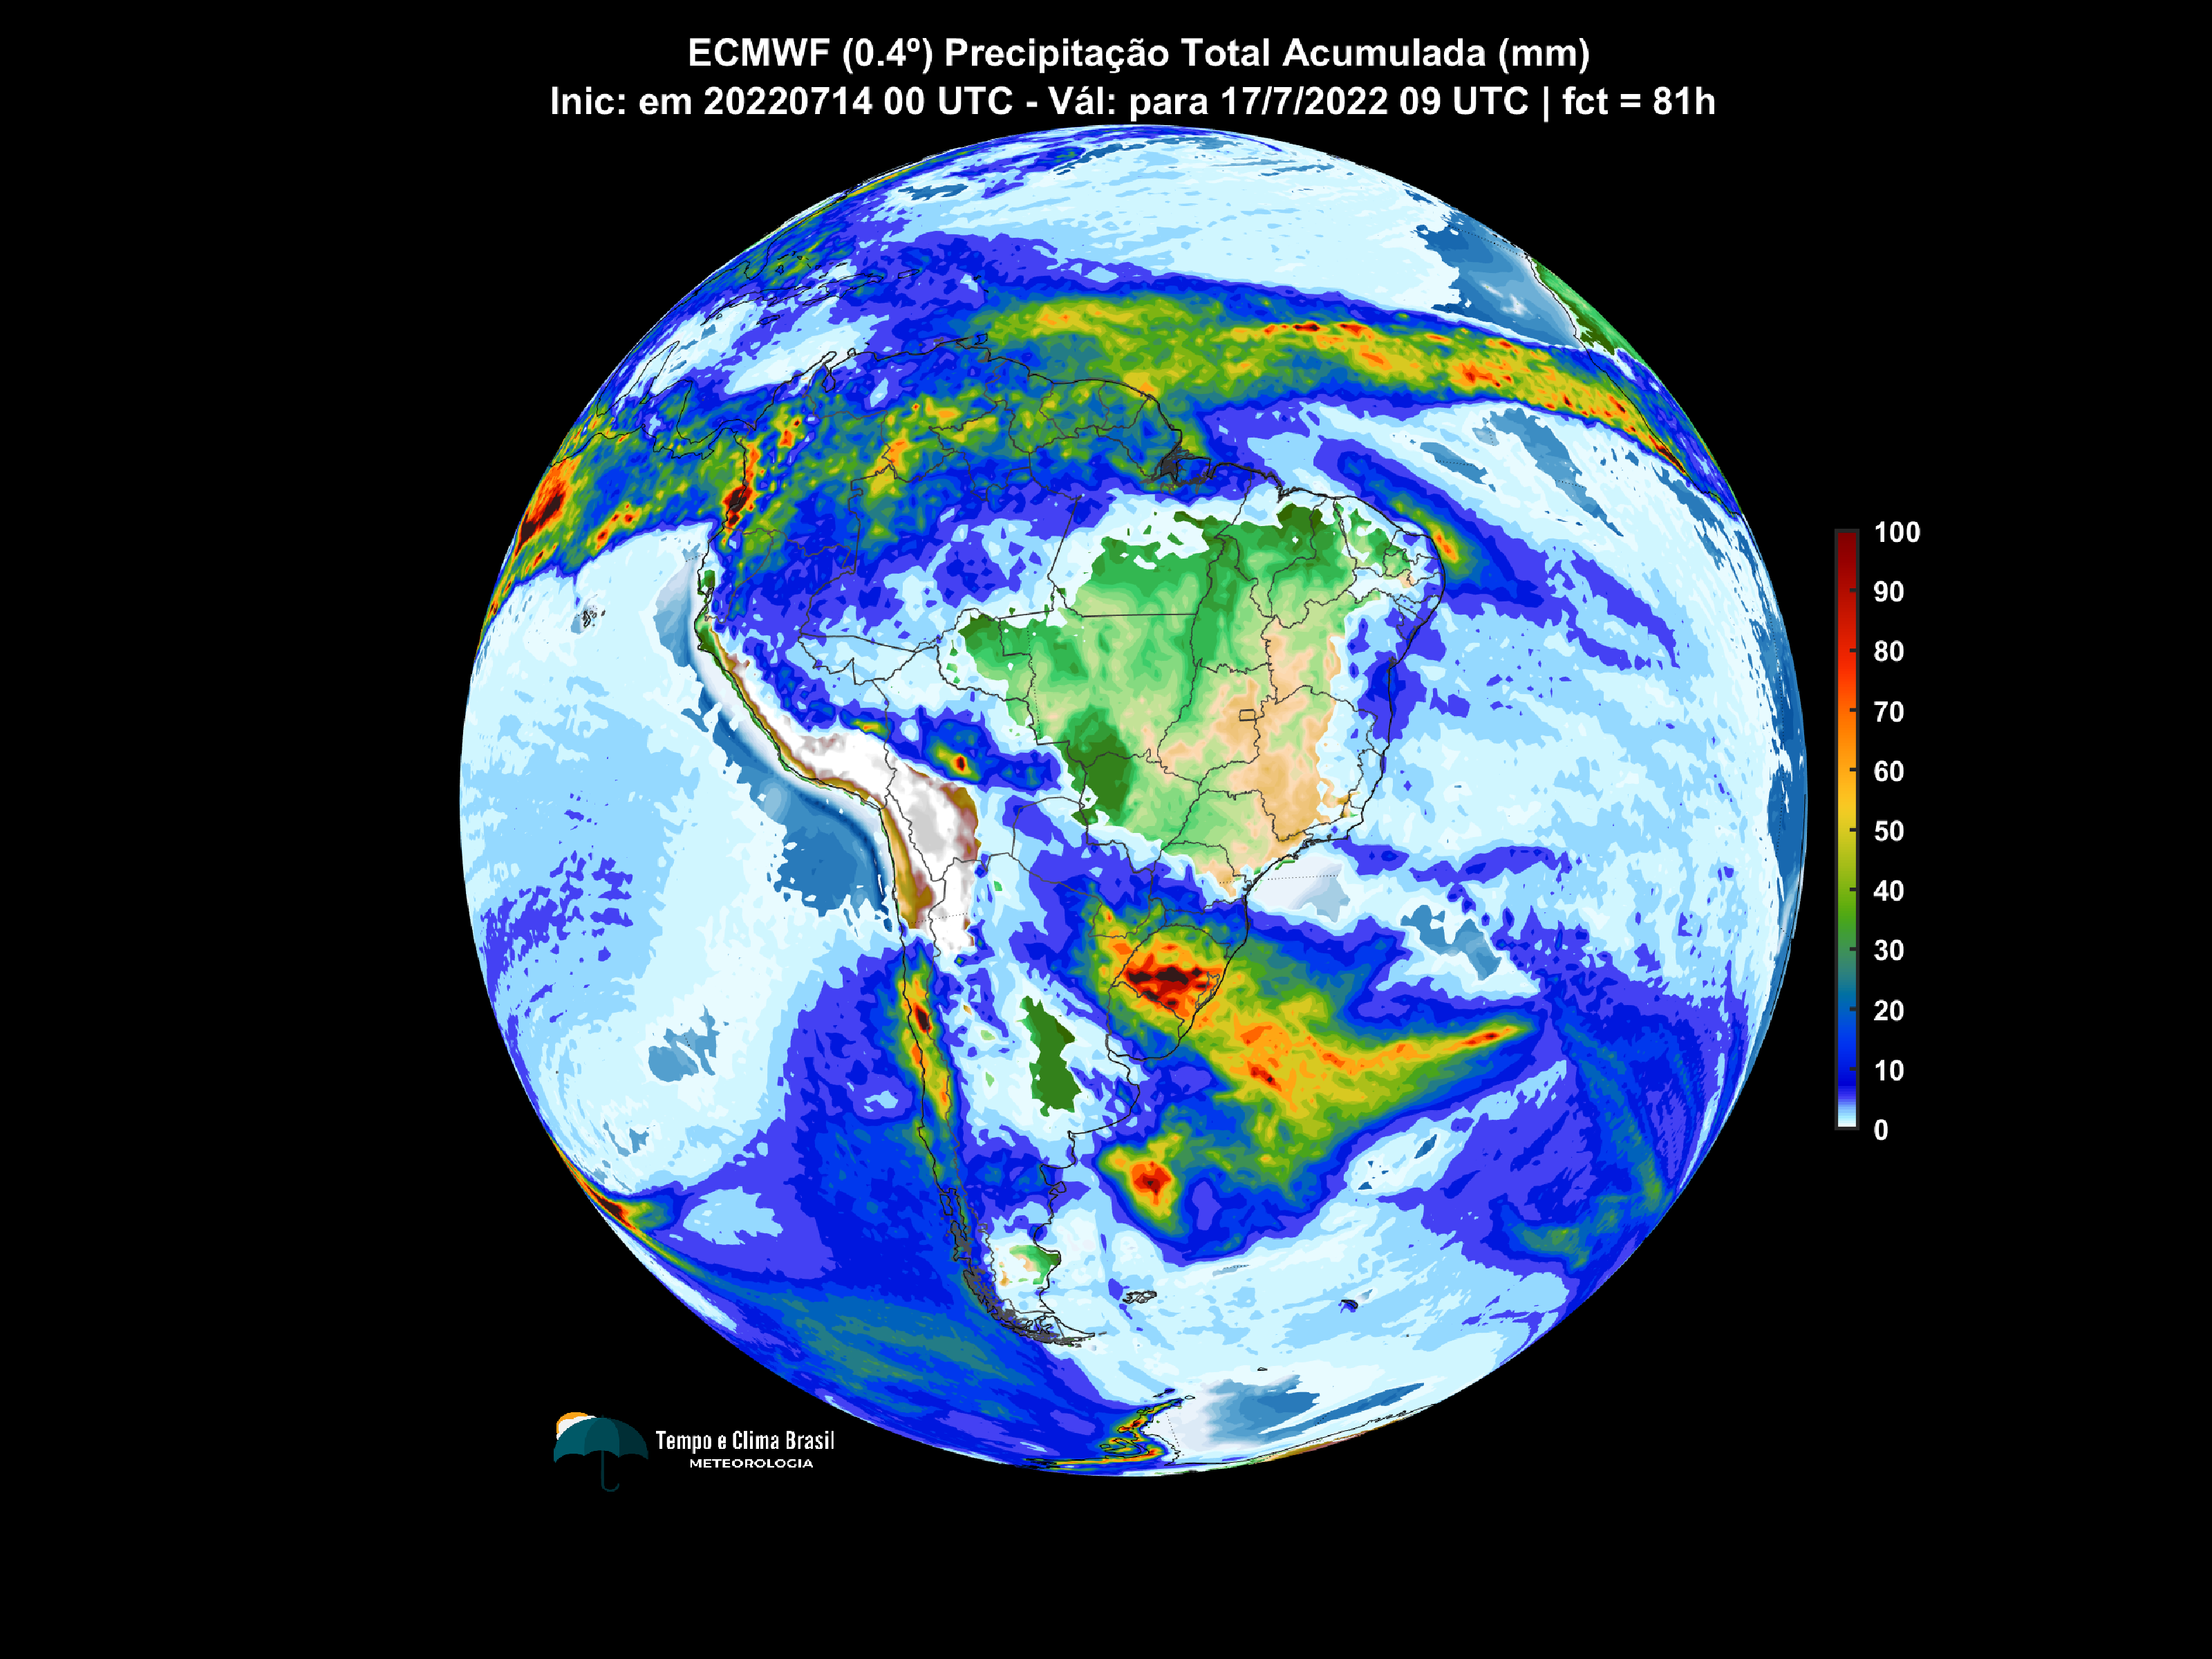 ECMWF (0.4º) Precipitação Total Acumulada (mm)
Inic: em 20220714 00 UTC - Vál: para 17/7/2022 09 UTC | fct = 81h
100
90
80
70
60
50
40
30
20
10
0
Tempo e Clima Brasil
METEOROLOGIA